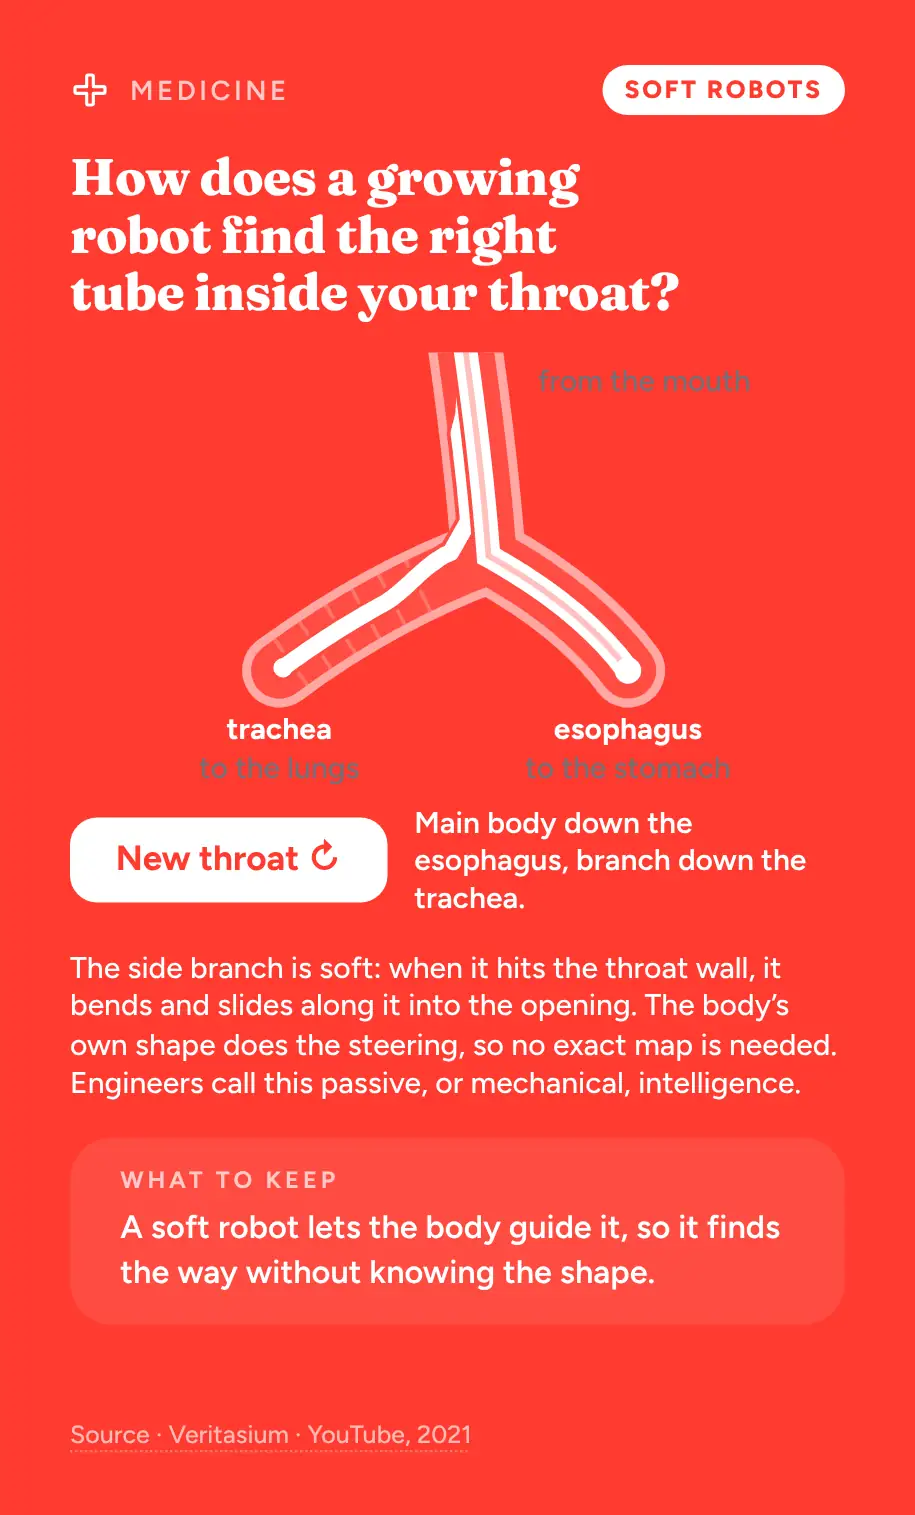 MEDICINE
SOFT ROBOTS
How does a growing
robot find the right
tube inside your throat?
from the mouth
trachea
to the lungs
esophagus
to the stomach
New throat
Main body down the
esophagus, branch down the
trachea.
The side branch is soft: when it hits the throat wall, it
bends and slides along it into the opening. The body’s
own shape does the steering, so no exact map is needed.
Engineers call this passive, or mechanical, intelligence.
WHAT TO KEEP
A soft robot lets the body guide it, so it finds
the way without knowing the shape.
Source · Veritasium · YouTube, 2021